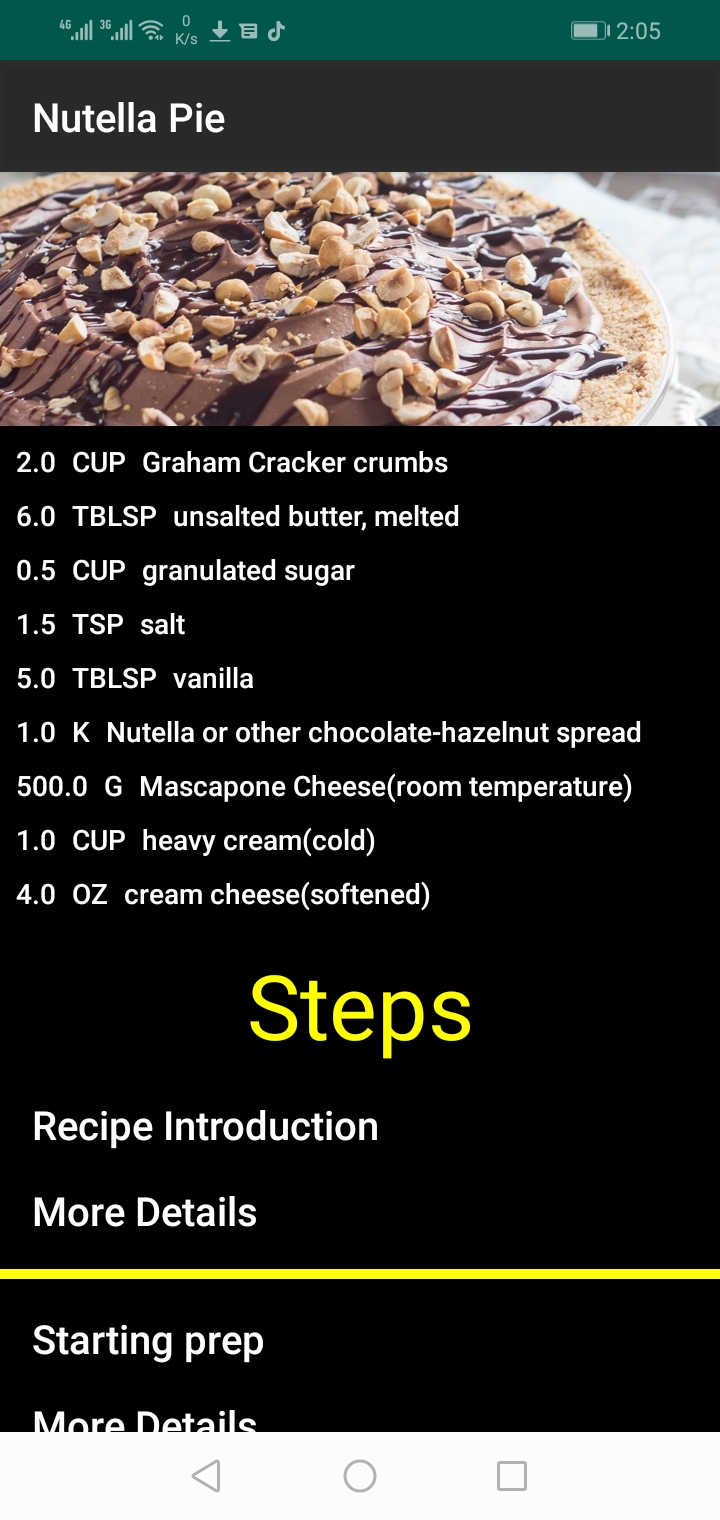 4G 3G 0 K/s 2:05
Nutella Pie
2.0 CUP Graham Cracker crumbs
6.0 TBLSP unsalted butter, melted
0.5 CUP granulated sugar
1.5 TSP salt
5.0 TBLSP vanilla
1.0 K Nutella or other chocolate-hazelnut spread
500.0 G Mascapone Cheese(room temperature)
1.0 CUP heavy cream(cold)
4.0 OZ cream cheese(softened)
Steps
Recipe Introduction
More Details
Starting prep
More Details